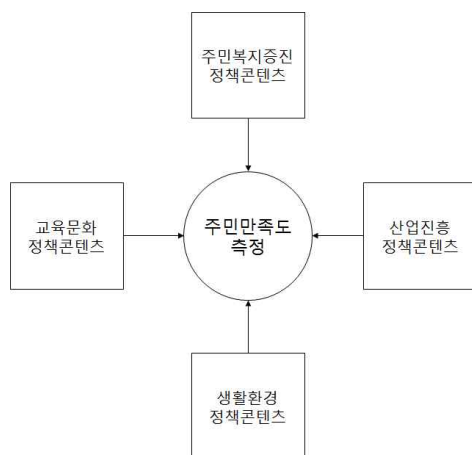 주민복지증진
정책콘텐츠
교육문화
정책콘텐츠
주민만족도
측정
산업진흥
정책콘텐츠
생활환경
정책콘텐츠